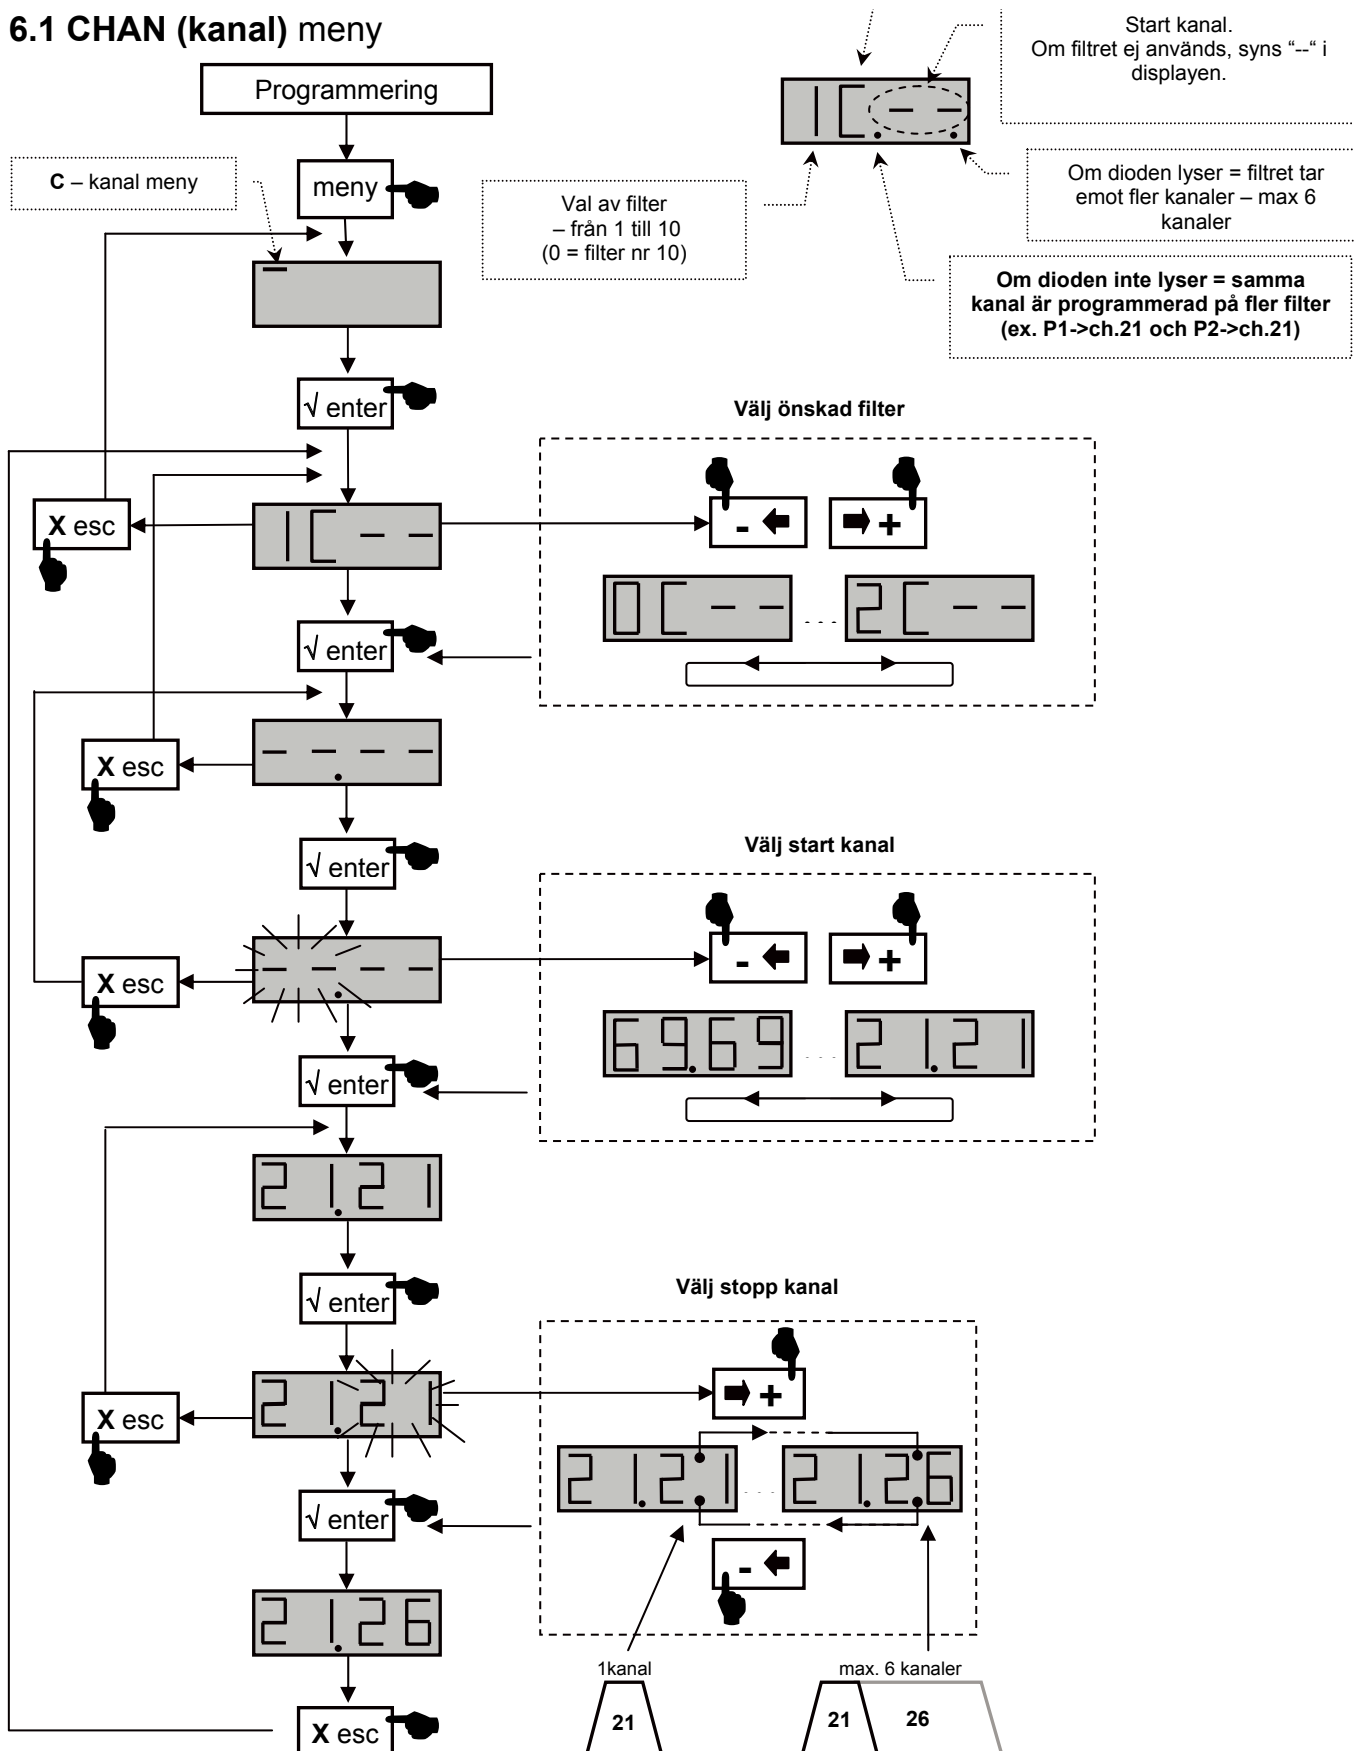 6.1 CHAN (kanal) meny
Programmering
meny
C – kanal meny
Start kanal.
Om filtret ej används, syns “--“ i
displayen.
1C.--.
Om dioden lyser = filtret tar
emot fler kanaler – max 6
kanaler
Val av filter
– från 1 till 10
(0 = filter nr 10)
Om dioden inte lyser = samma
kanal är programmerad på fler filter
(ex. P1->ch.21 och P2->ch.21)
√ enter
Välj önskad filter
X esc
1C--
- +
0C-- ... 2C--
√ enter
--.--
X esc
√ enter
Välj start kanal
--.--
X esc
- +
69.69 ... 21.21
√ enter
21.21
√ enter
Välj stopp kanal
21.21
X esc
+
21.21 ... 21.26
√ enter
-
21.26
1kanal
max. 6 kanaler
X esc
21
21 26